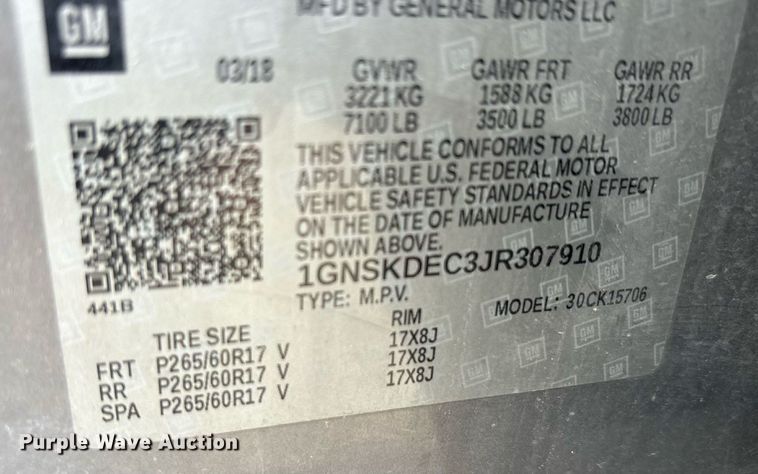 GM
MFD BY GENERAL MOTORS LLC
03/18 GVWR GAWR FRT GAWR RR
3221 KG 1588 KG 1724 KG
7100 LB 3500 LB 3800 LB
THIS VEHICLE CONFORMS TO ALL
APPLICABLE U.S. FEDERAL MOTOR
VEHICLE SAFETY STANDARDS IN EFFECT
ON THE DATE OF MANUFACTURE
SHOWN ABOVE.
1GNSKDEC3JR307910
441B
TYPE: M.P.V. MODEL: 30CK15706
TIRE SIZE RIM
FRT P265/60R17 V 17X8J
RR P265/60R17 V 17X8J
SPA P265/60R17 V 17X8J
Purple Wave Auction